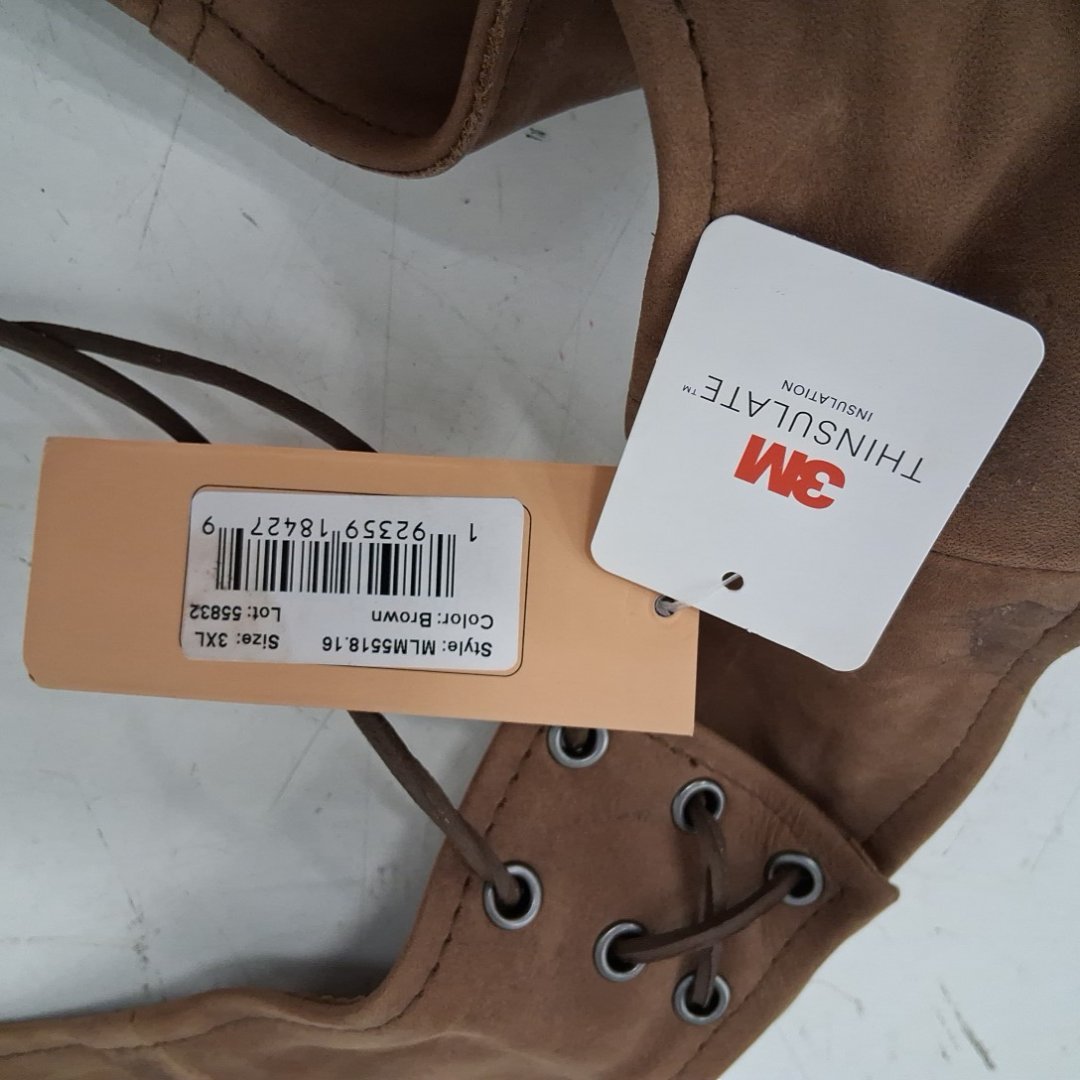 3M
THINSULATE™
INSULATION
Style: MLM5518.16 Size: 3XL
Color: Brown Lot: 55832
1 92359 18427 9